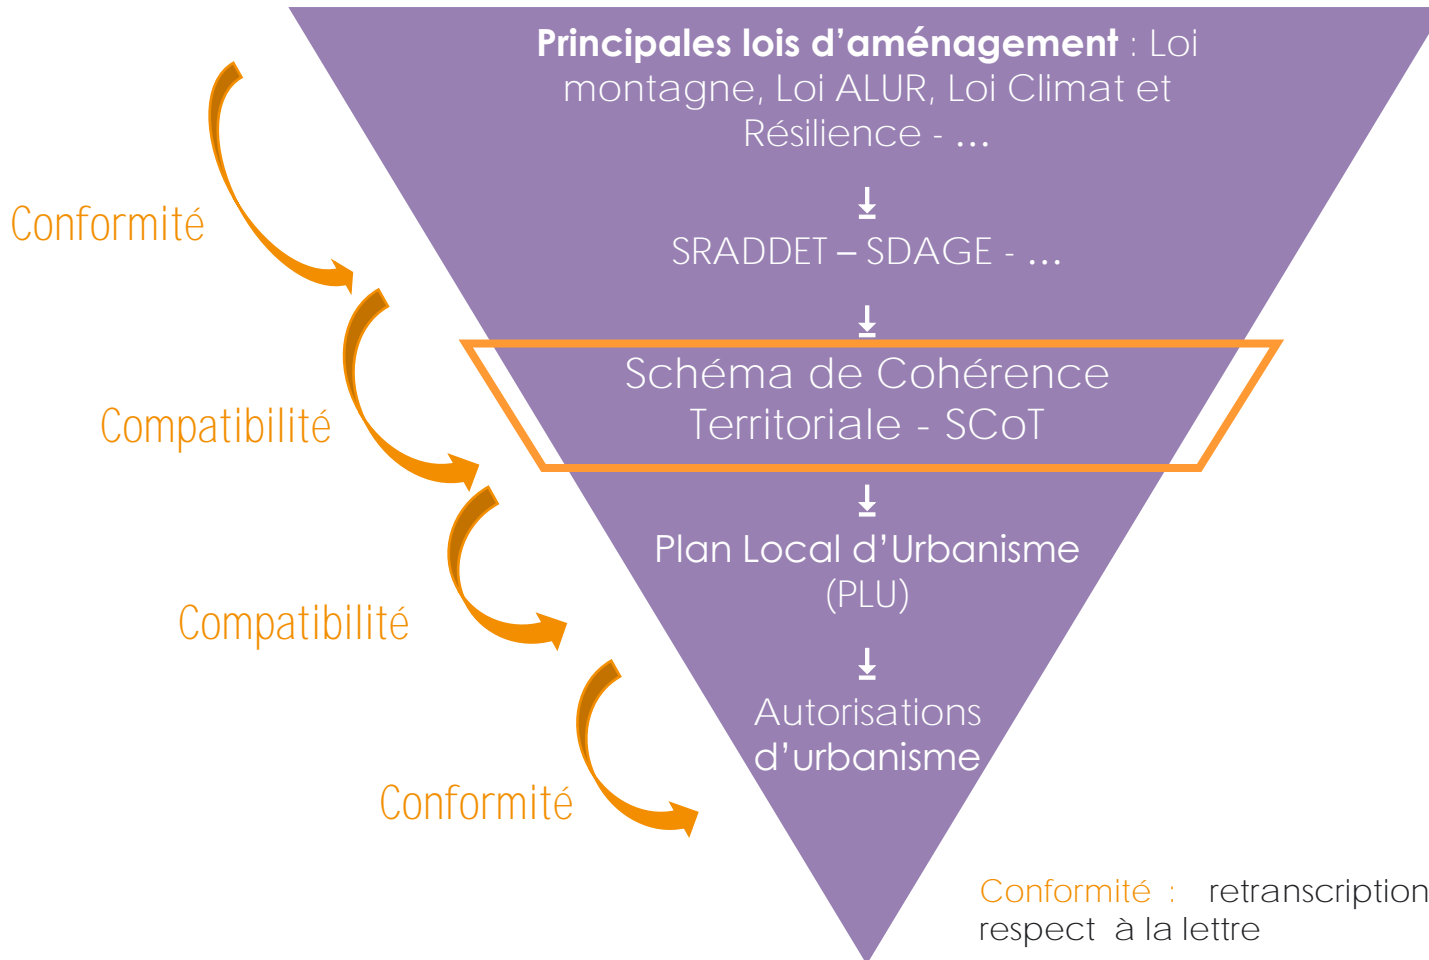 Principales lois d’aménagement : Loi
montagne, Loi ALUR, Loi Climat et
Résilience - ...
SRADDET – SDAGE - ...
Schéma de Cohérence
Territoriale - SCoT
Plan Local d’Urbanisme
(PLU)
Autorisations
d’urbanisme
Conformité
Compatibilité
Compatibilité
Conformité
Conformité : retranscription
respect à la lettre